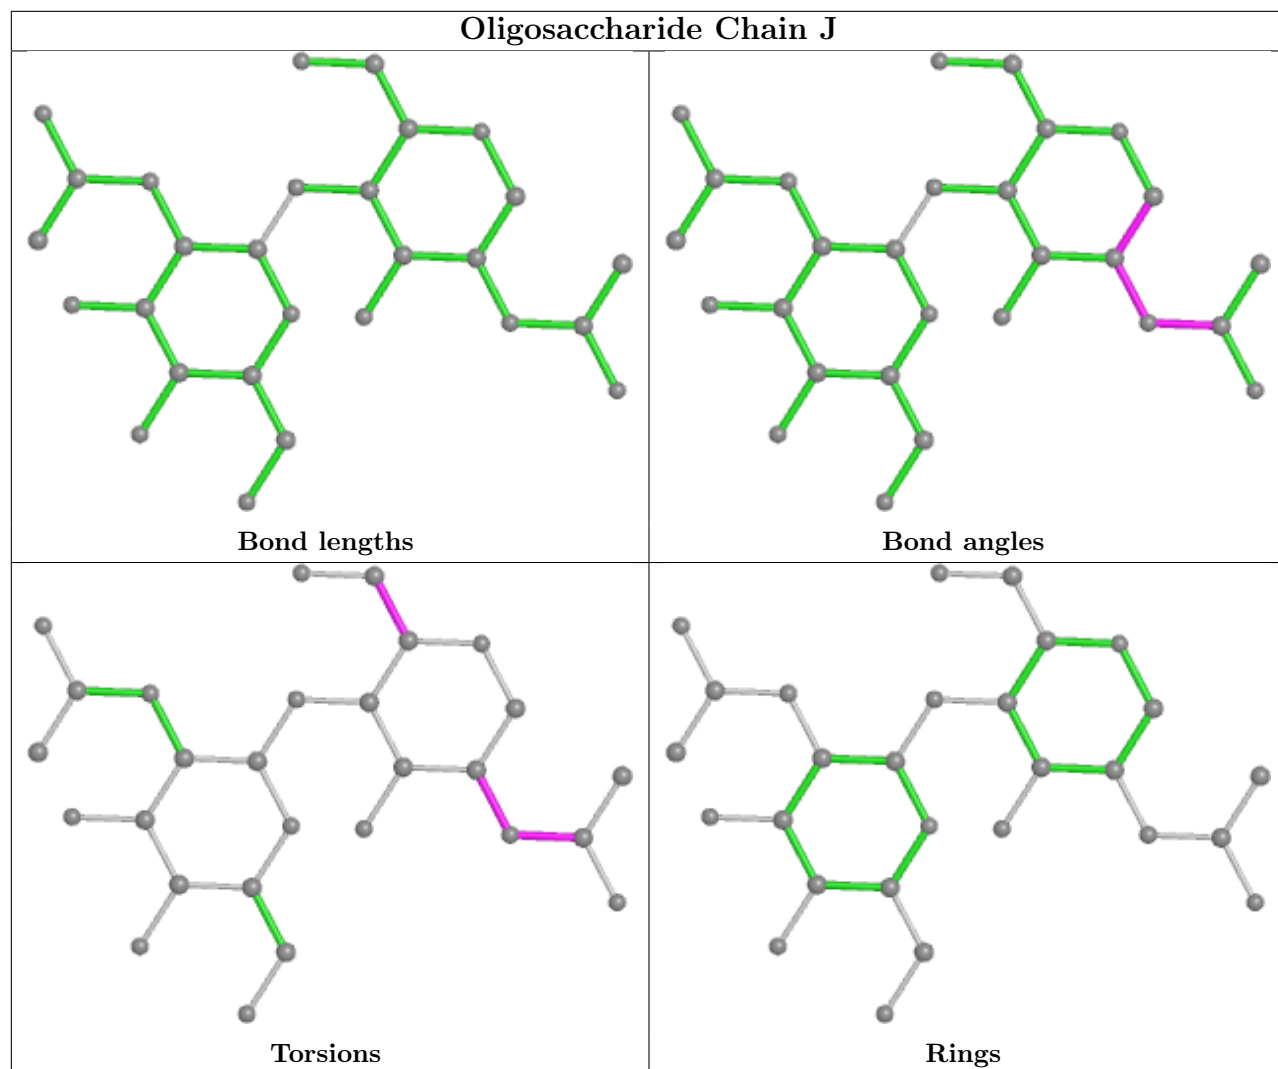 Oligosaccharide Chain J
Bond lengths
Bond angles
Torsions
Rings